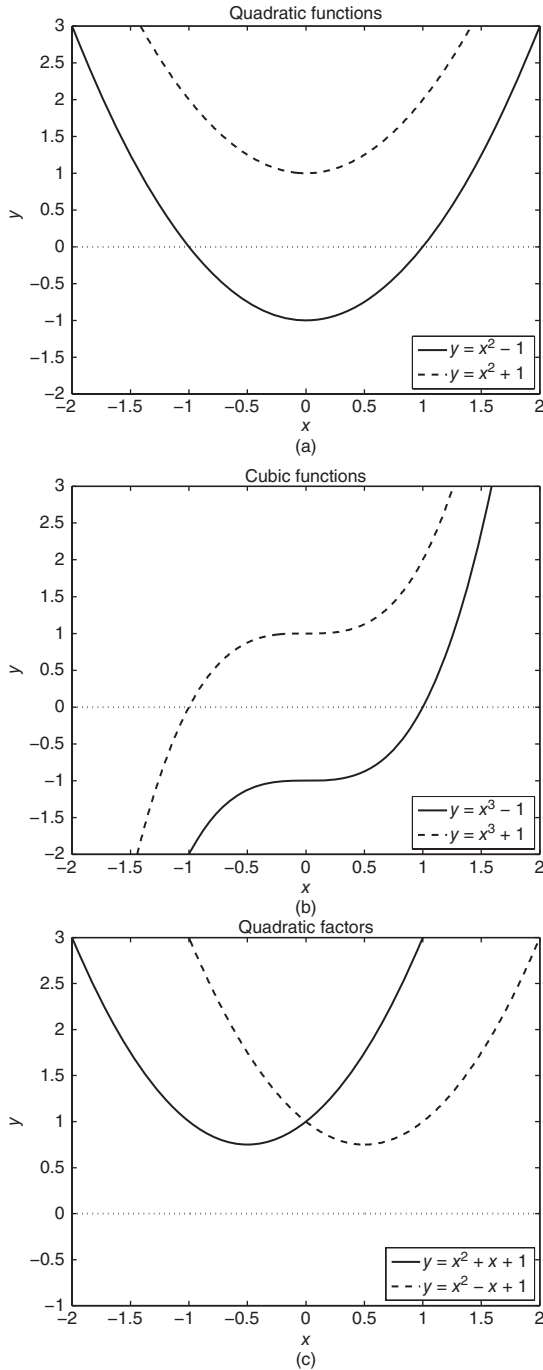 Quadratic functions
3
2.5
2
1.5
1
0.5
y
0
−0.5
−1
−1.5
−2
y = x² − 1
y = x² + 1
−2 −1.5 −1 −0.5 0 0.5 1 1.5 2
x
(a)
Cubic functions
3
2.5
2
1.5
1
0.5
y
0
−0.5
−1
−1.5
−2
y = x³ − 1
y = x³ + 1
−2 −1.5 −1 −0.5 0 0.5 1 1.5 2
x
(b)
Quadratic factors
3
2.5
2
1.5
1
y
0.5
0
−0.5
−1
y = x² + x + 1
y = x² − x + 1
−2 −1.5 −1 −0.5 0 0.5 1 1.5 2
x
(c)